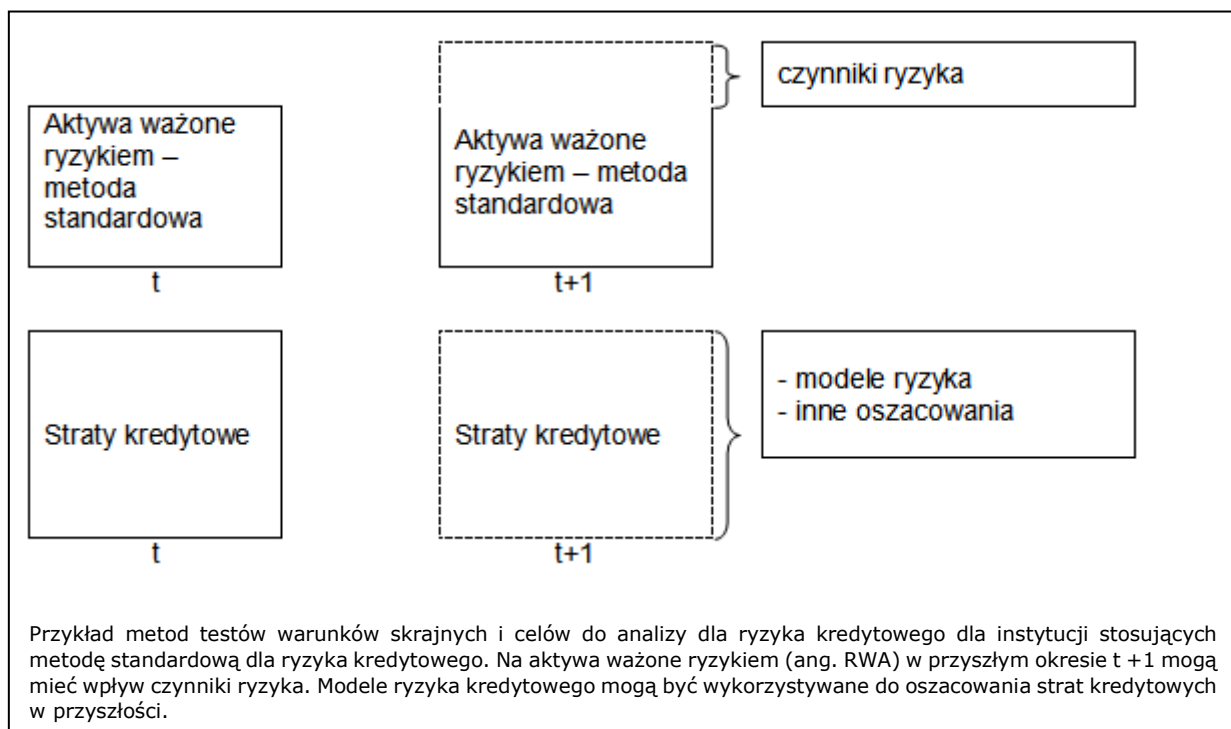 Aktywa ważone
ryzykiem –
metoda
standardowa
t
Aktywa ważone
ryzykiem – metoda
standardowa
t+1
czynniki ryzyka
Straty kredytowe
t
Straty kredytowe
t+1
- modele ryzyka
- inne oszacowania
Przykład metod testów warunków skrajnych i celów do analizy dla ryzyka kredytowego dla instytucji stosujących
metodę standardową dla ryzyka kredytowego. Na aktywa ważone ryzykiem (ang. RWA) w przyszłym okresie t +1 mogą
mieć wpływ czynniki ryzyka. Modele ryzyka kredytowego mogą być wykorzystywane do oszacowania strat kredytowych
w przyszłości.